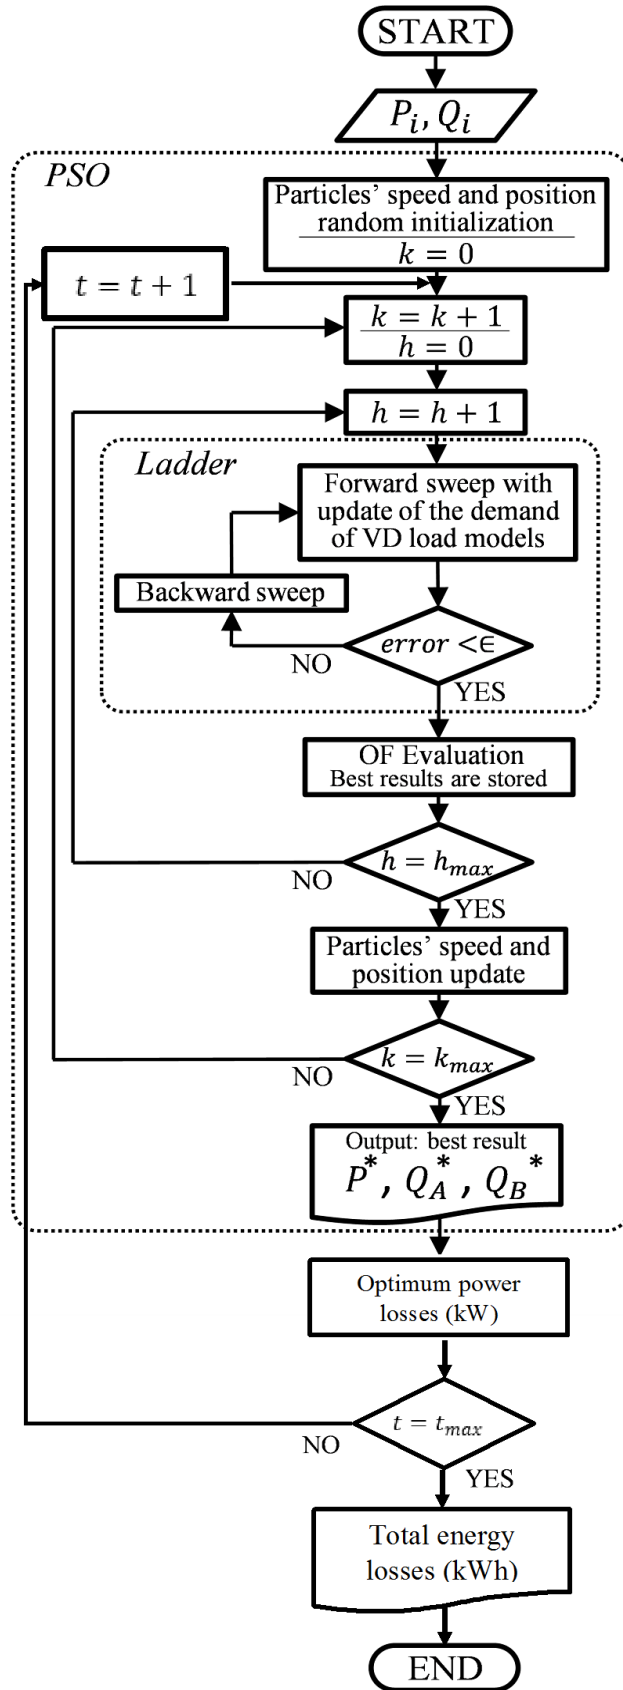 START
P_i, Q_i
PSO
Particles' speed and position
random initialization
k = 0
t = t + 1
k = k + 1
h = 0
h = h + 1
Ladder
Forward sweep with
update of the demand
of VD load models
Backward sweep
error <∈
NO
YES
OF Evaluation
Best results are stored
h = h_max
NO
YES
Particles' speed and
position update
k = k_max
NO
YES
Output: best result
P*, Q_A*, Q_B*
Optimum power
losses (kW)
t = t_max
NO
YES
Total energy
losses (kWh)
END